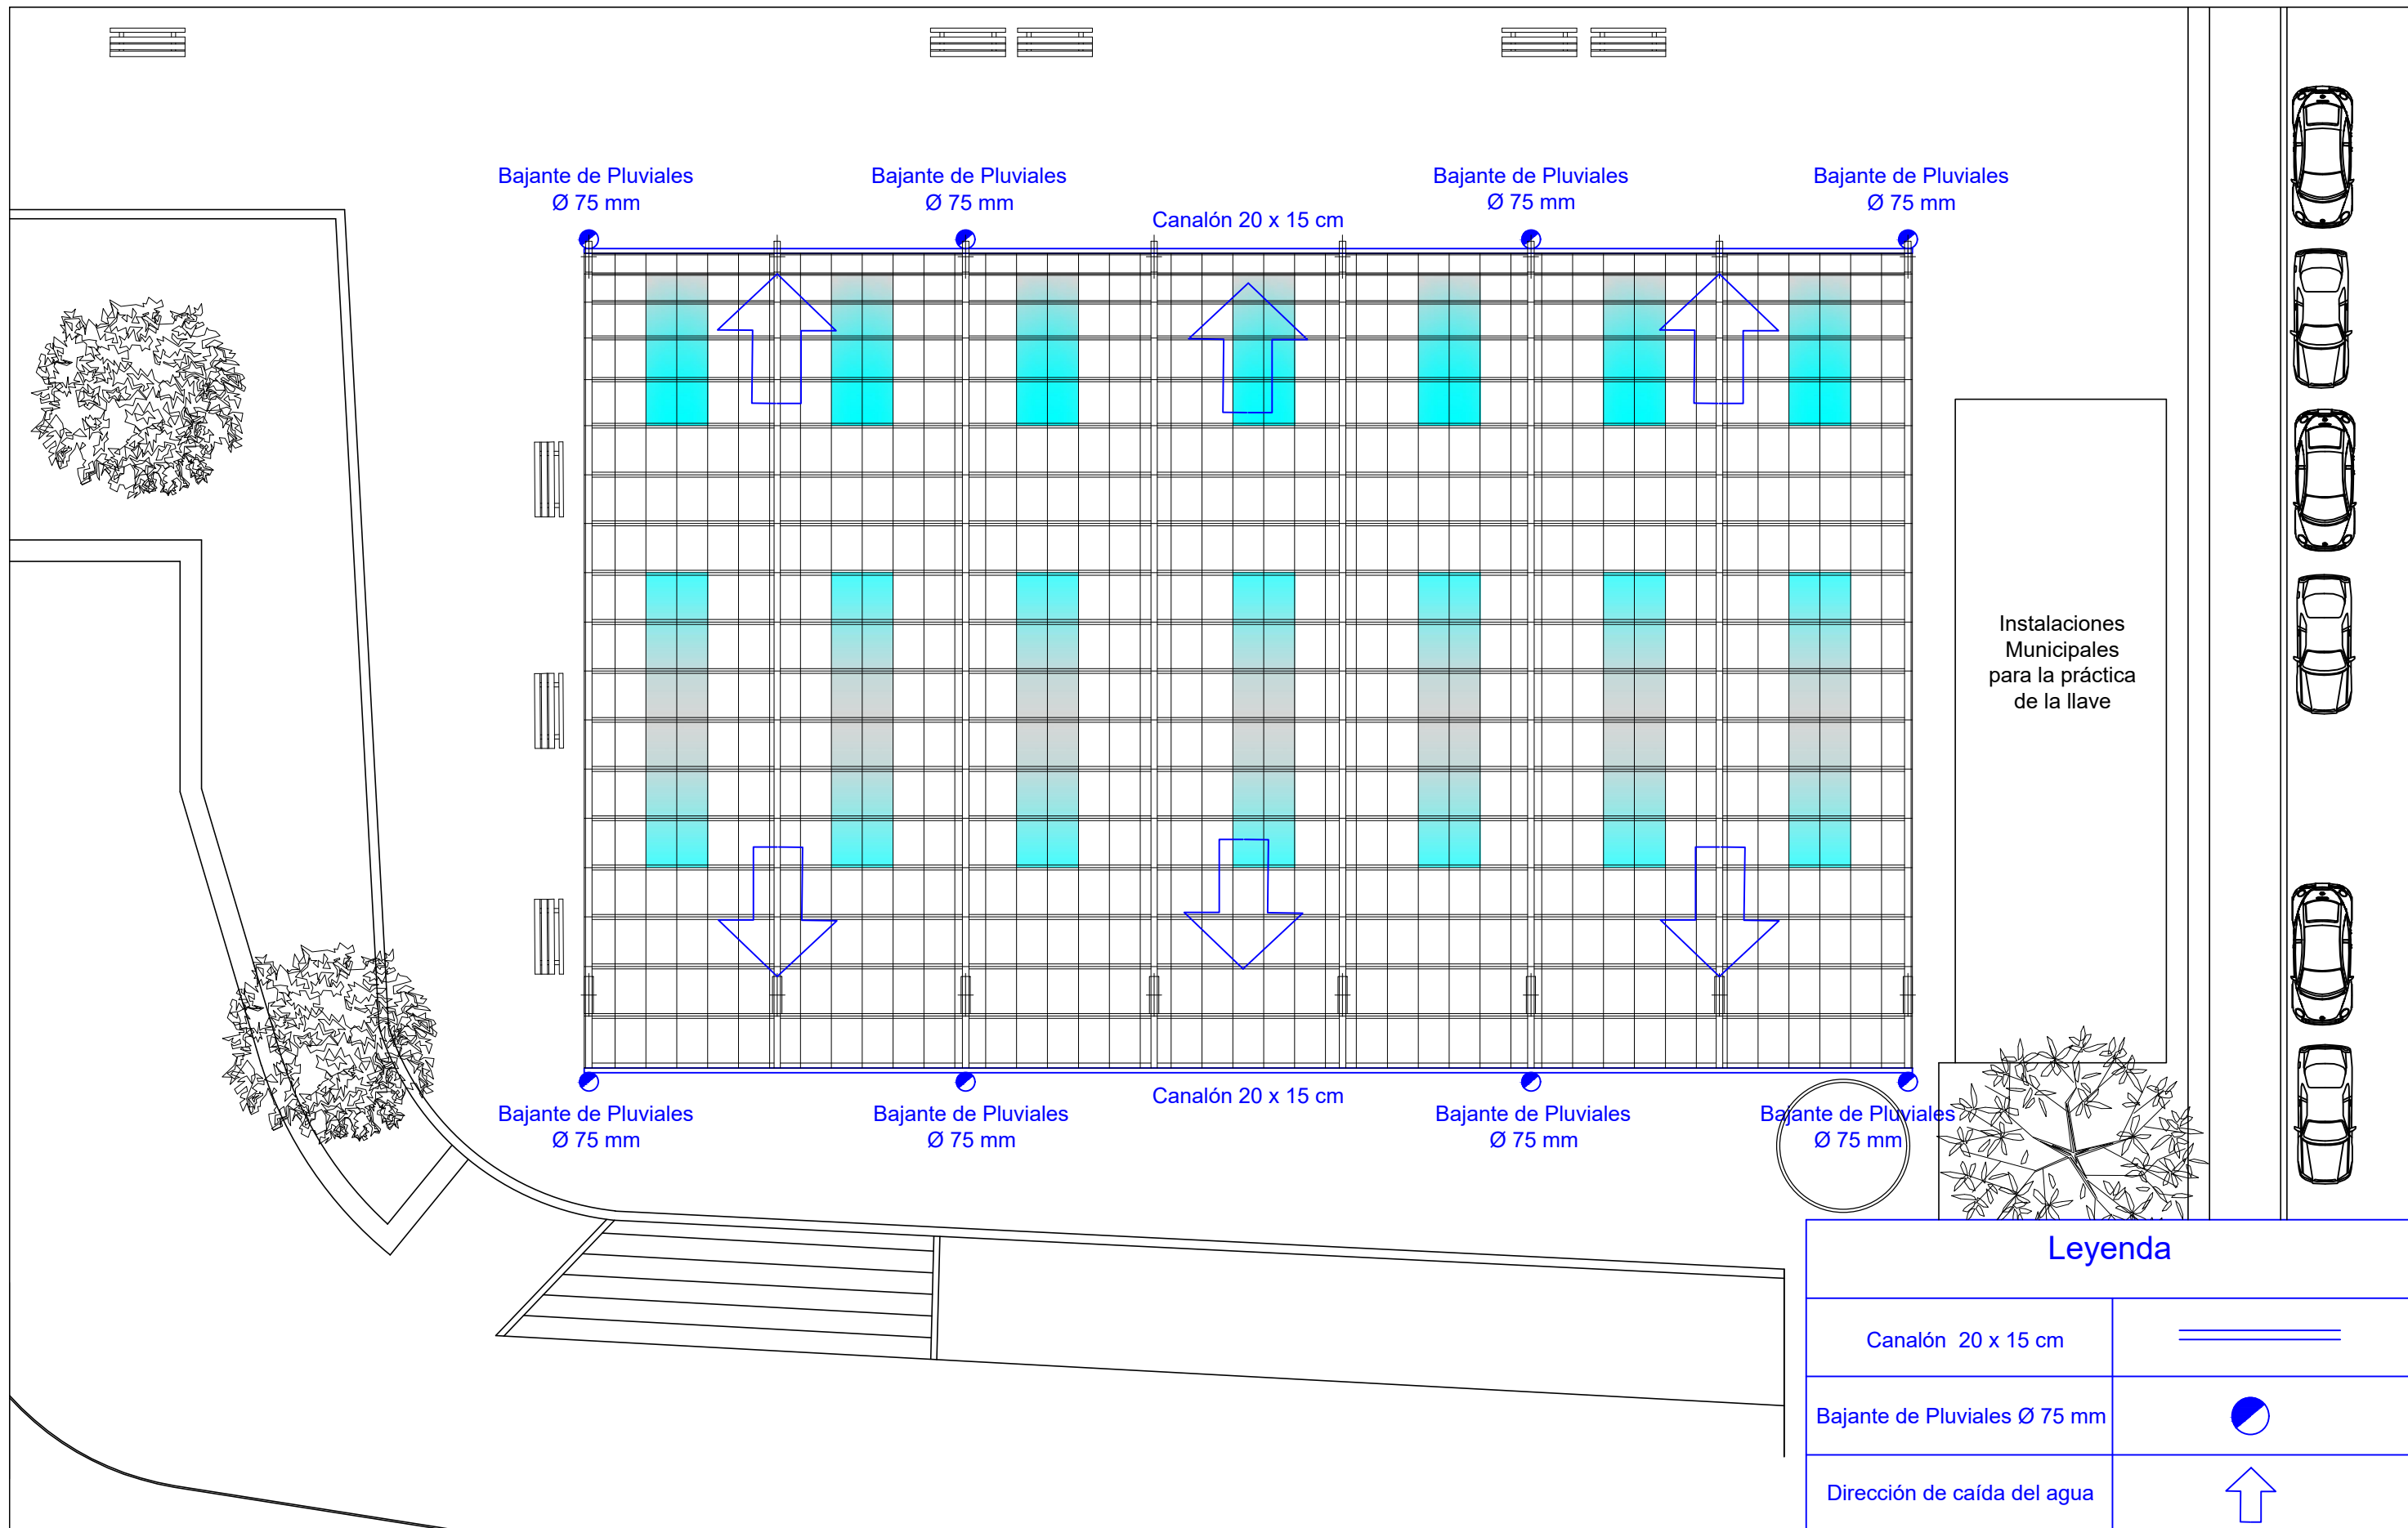 Bajante de Pluviales
Ø 75 mm
Bajante de Pluviales
Ø 75 mm
Bajante de Pluviales
Ø 75 mm
Bajante de Pluviales
Ø 75 mm
Canalón 20 x 15 cm
Instalaciones
Municipales
para la práctica
de la llave
Canalón 20 x 15 cm
Bajante de Pluviales
Ø 75 mm
Bajante de Pluviales
Ø 75 mm
Bajante de Pluviales
Ø 75 mm
Bajante de Pluviales
Ø 75 mm
Leyenda
Canalón 20 x 15 cm
Bajante de Pluviales Ø 75 mm
Dirección de caída del agua